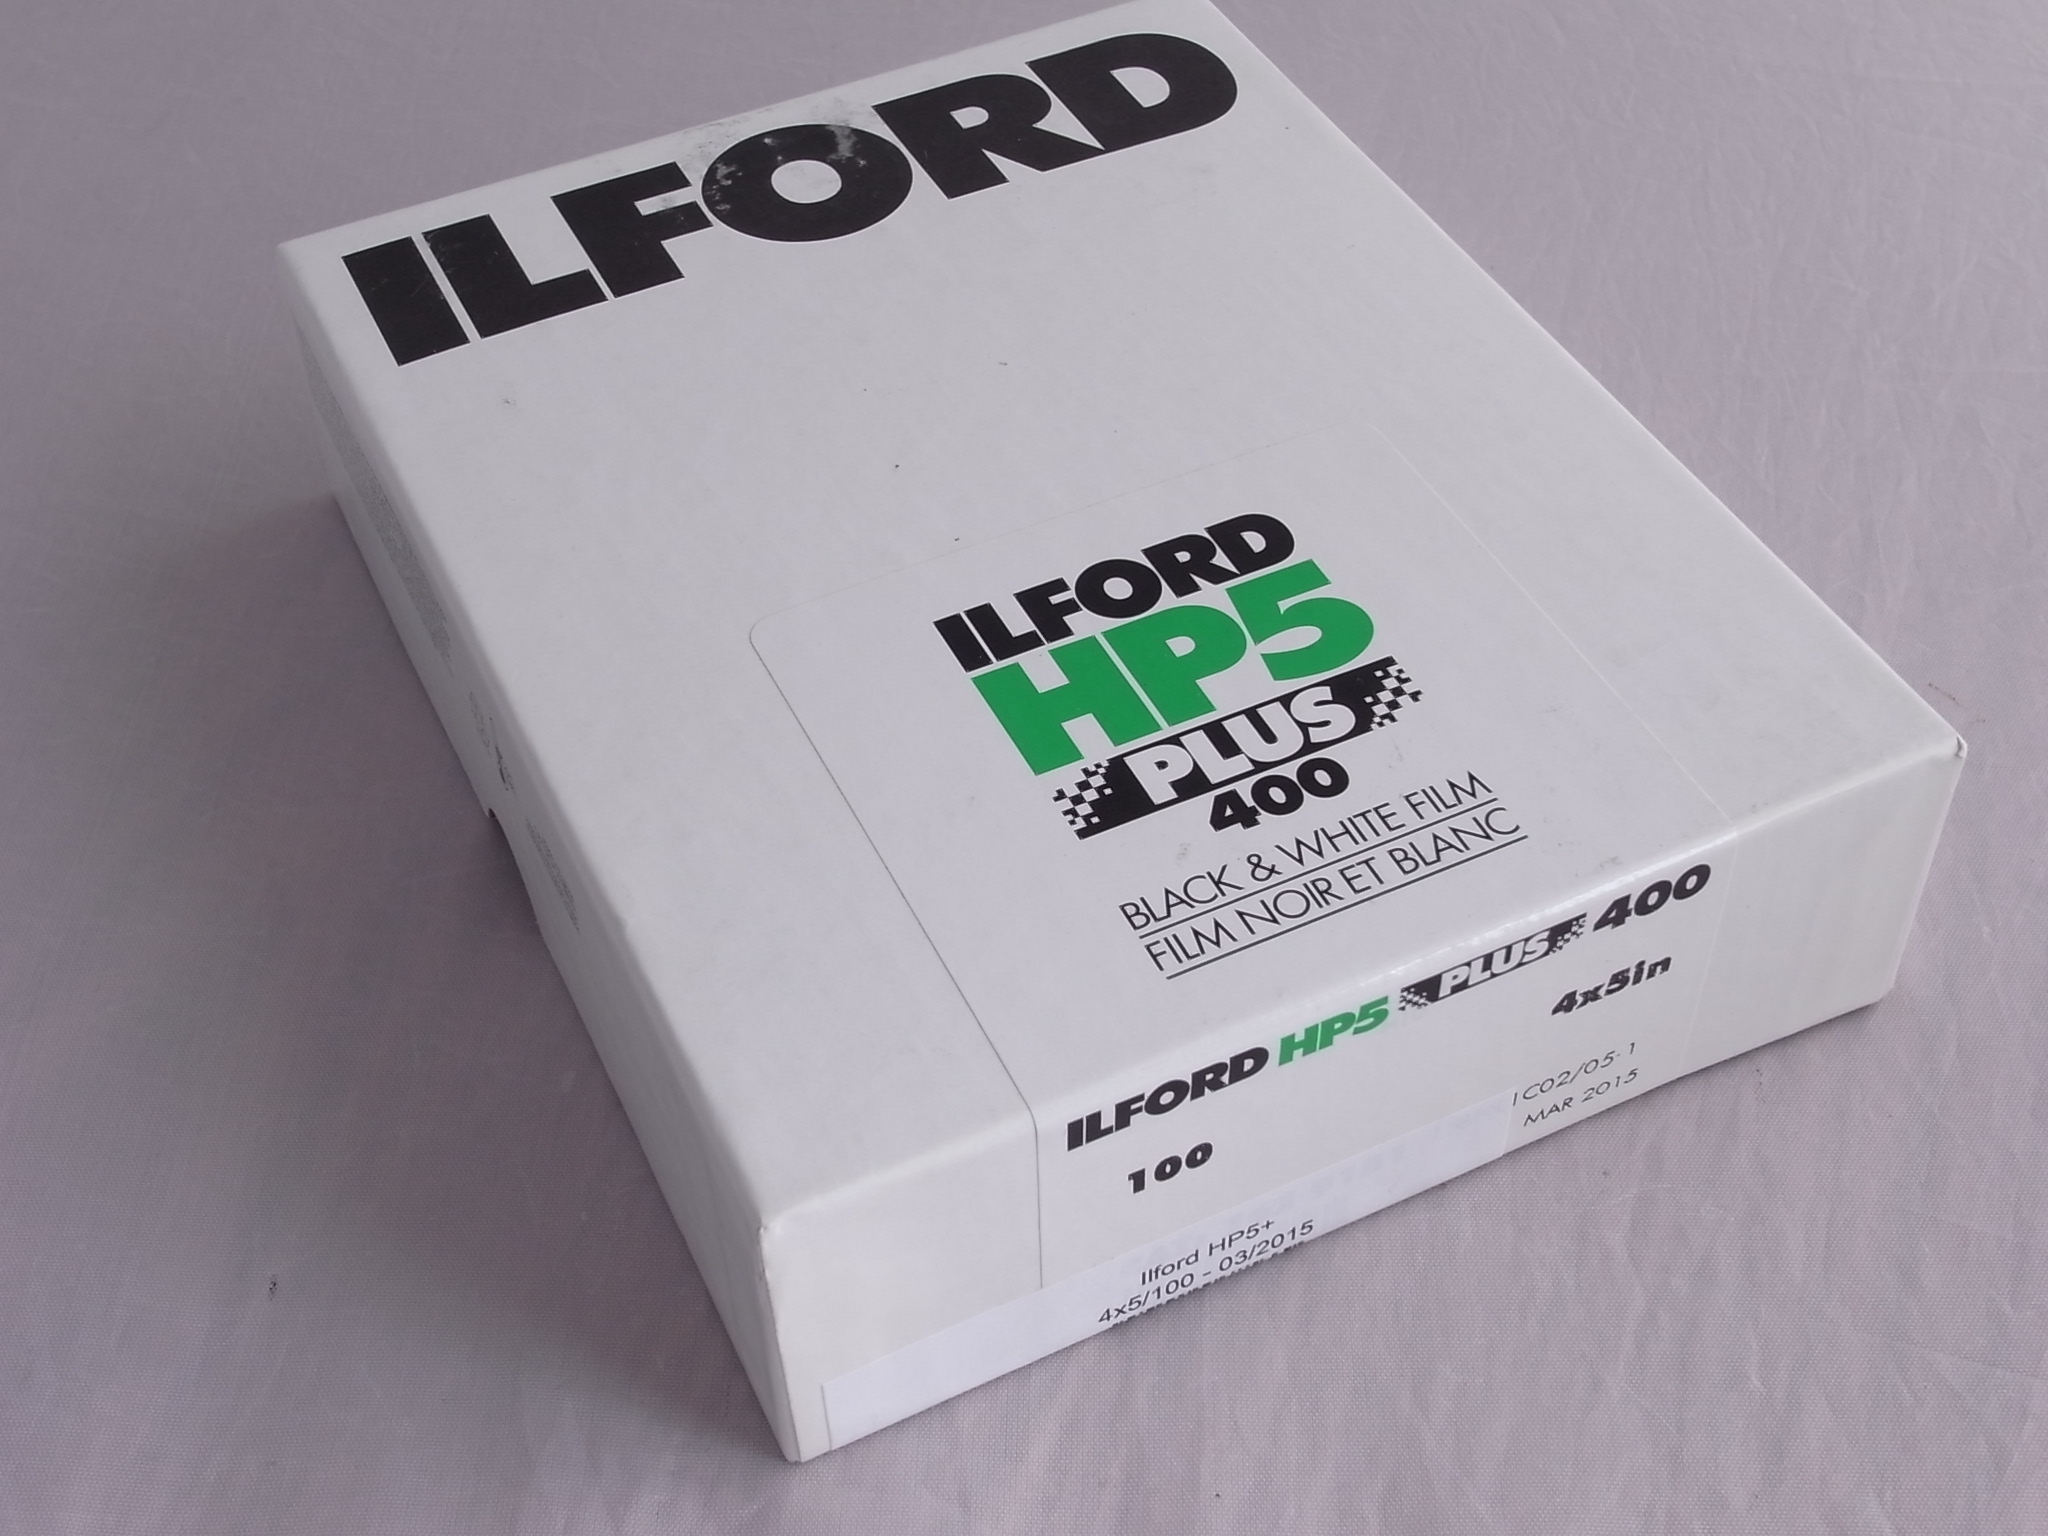 ILFORD
ILFORD
HP5
PLUS
400
BLACK & WHITE FILM
FILM NOIR ET BLANC
ILFORD HP5 PLUS 400
100 4x5in
1C02/05-1
MAR 2015
Ilford HP5+
4x5/100 - 03/2015